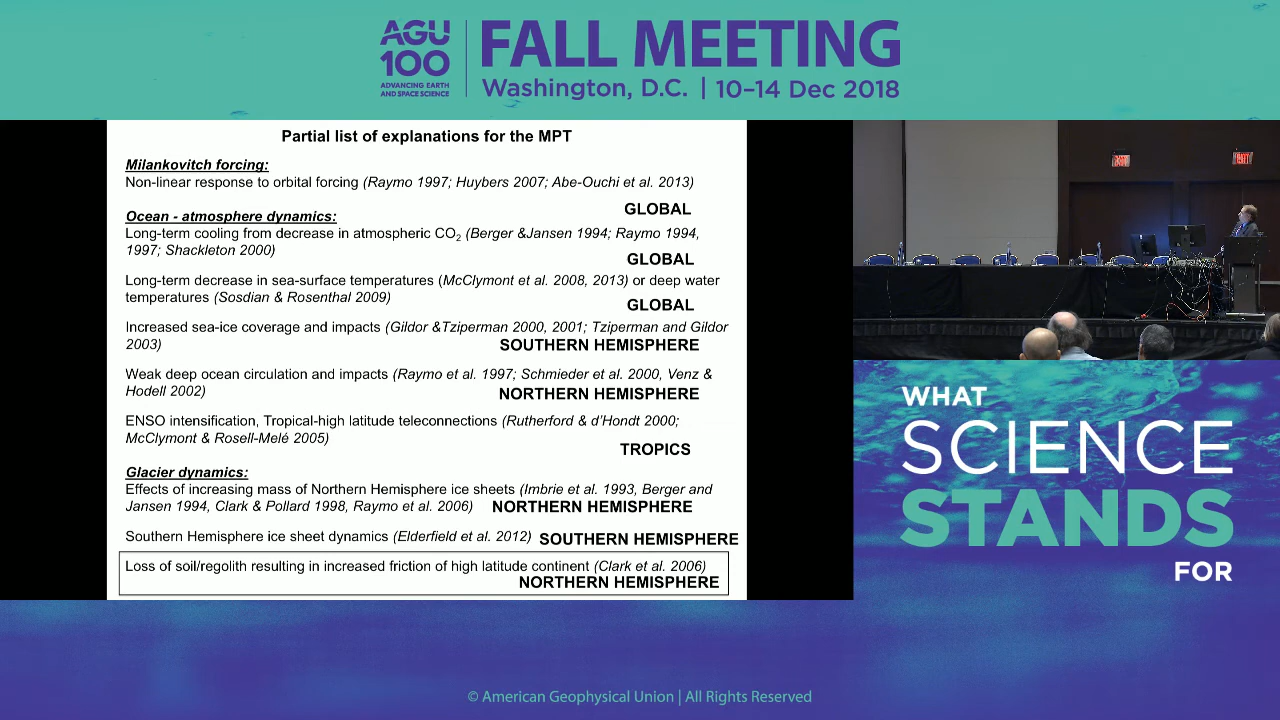 AGU
100
ADVANCING EARTH
AND SPACE SCIENCE
FALL MEETING
Washington, D.C. | 10–14 Dec 2018
Partial list of explanations for the MPT
Milankovitch forcing:
Non-linear response to orbital forcing (Raymo 1997; Huybers 2007; Abe-Ouchi et al. 2013)
GLOBAL
Ocean - atmosphere dynamics:
Long-term cooling from decrease in atmospheric CO₂ (Berger &Jansen 1994; Raymo 1994,
1997; Shackleton 2000)
GLOBAL
Long-term decrease in sea-surface temperatures (McClymont et al. 2008, 2013) or deep water
temperatures (Sosdian & Rosenthal 2009)
GLOBAL
Increased sea-ice coverage and impacts (Gildor &Tziperman 2000, 2001; Tziperman and Gildor
2003)
SOUTHERN HEMISPHERE
Weak deep ocean circulation and impacts (Raymo et al. 1997; Schmieder et al. 2000, Venz &
Hodell 2002)
NORTHERN HEMISPHERE
ENSO intensification, Tropical-high latitude teleconnections (Rutherford & d'Hondt 2000;
McClymont & Rosell-Melé 2005)
TROPICS
Glacier dynamics:
Effects of increasing mass of Northern Hemisphere ice sheets (Imbrie et al. 1993, Berger and
Jansen 1994, Clark & Pollard 1998, Raymo et al. 2006) NORTHERN HEMISPHERE
Southern Hemisphere ice sheet dynamics (Elderfield et al. 2012) SOUTHERN HEMISPHERE
Loss of soil/regolith resulting in increased friction of high latitude continent (Clark et al. 2006)
NORTHERN HEMISPHERE
EXIT
EXIT
WHAT
SCIENCE
STANDS
FOR
© American Geophysical Union | All Rights Reserved